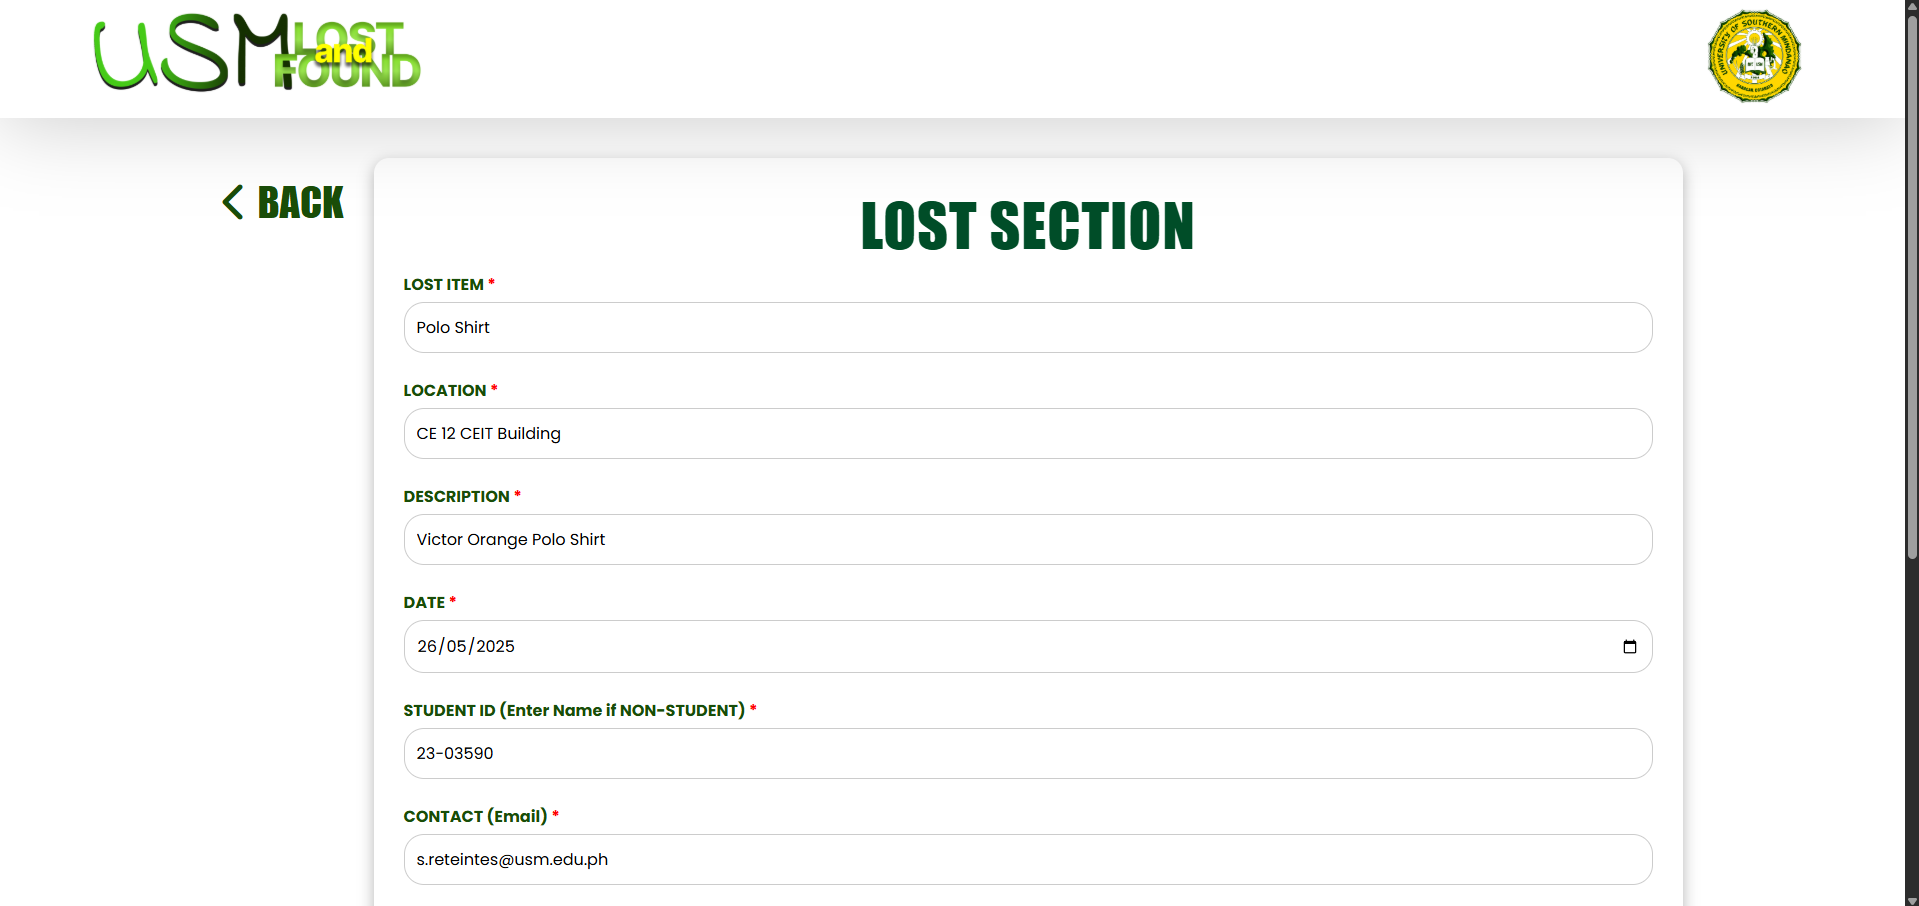 USM LOST and FOUND
UNIVERSITY OF SOUTHERN MINDANAO
BACK
LOST SECTION
LOST ITEM *
Polo Shirt
LOCATION *
CE 12 CEIT Building
DESCRIPTION *
Victor Orange Polo Shirt
DATE *
26/05/2025
STUDENT ID (Enter Name if NON-STUDENT) *
23-03590
CONTACT (Email) *
s.reteintes@usm.edu.ph